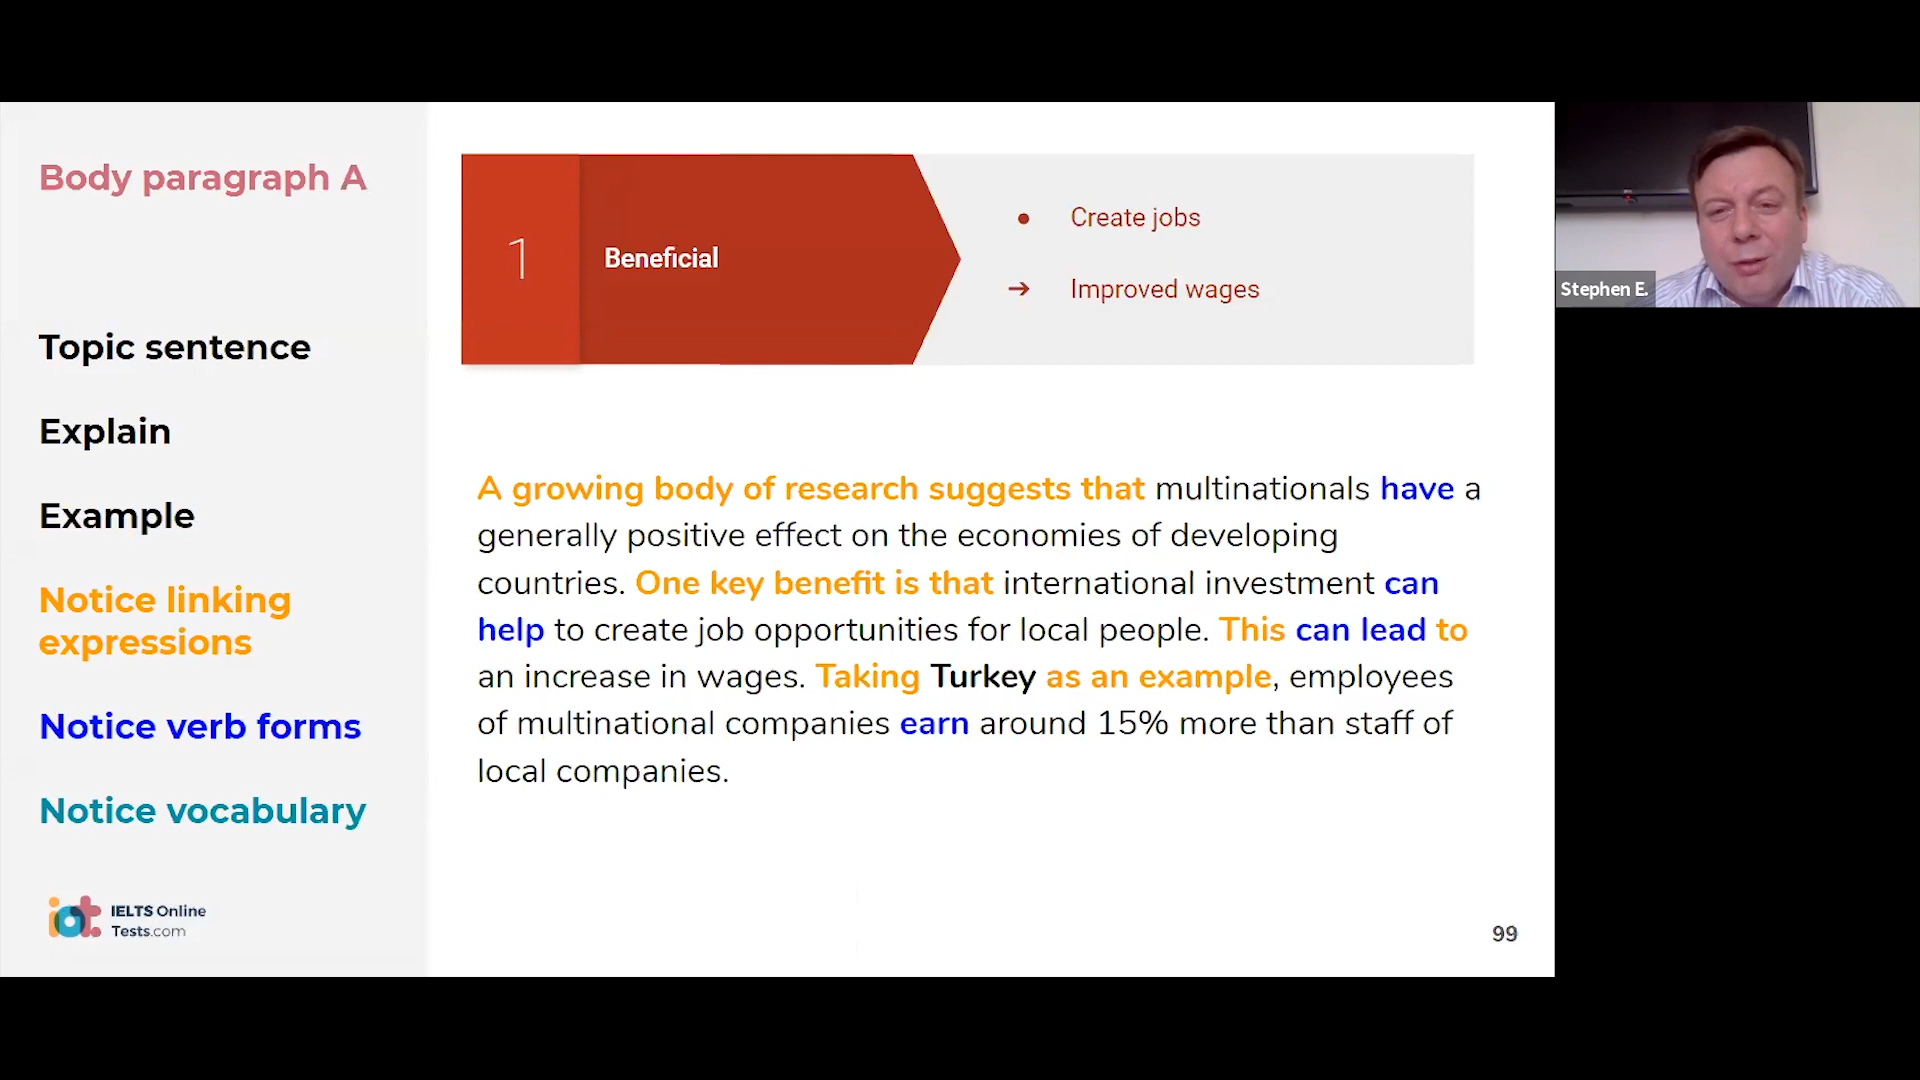 Body paragraph A
Topic sentence
Explain
Example
Notice linking
expressions
Notice verb forms
Notice vocabulary
iot IELTS Online
Tests.com
1
Beneficial
● Create jobs
➔ Improved wages
A growing body of research suggests that multinationals have a
generally positive effect on the economies of developing
countries. One key benefit is that international investment can
help to create job opportunities for local people. This can lead to
an increase in wages. Taking Turkey as an example, employees
of multinational companies earn around 15% more than staff of
local companies.
99
Stephen E.